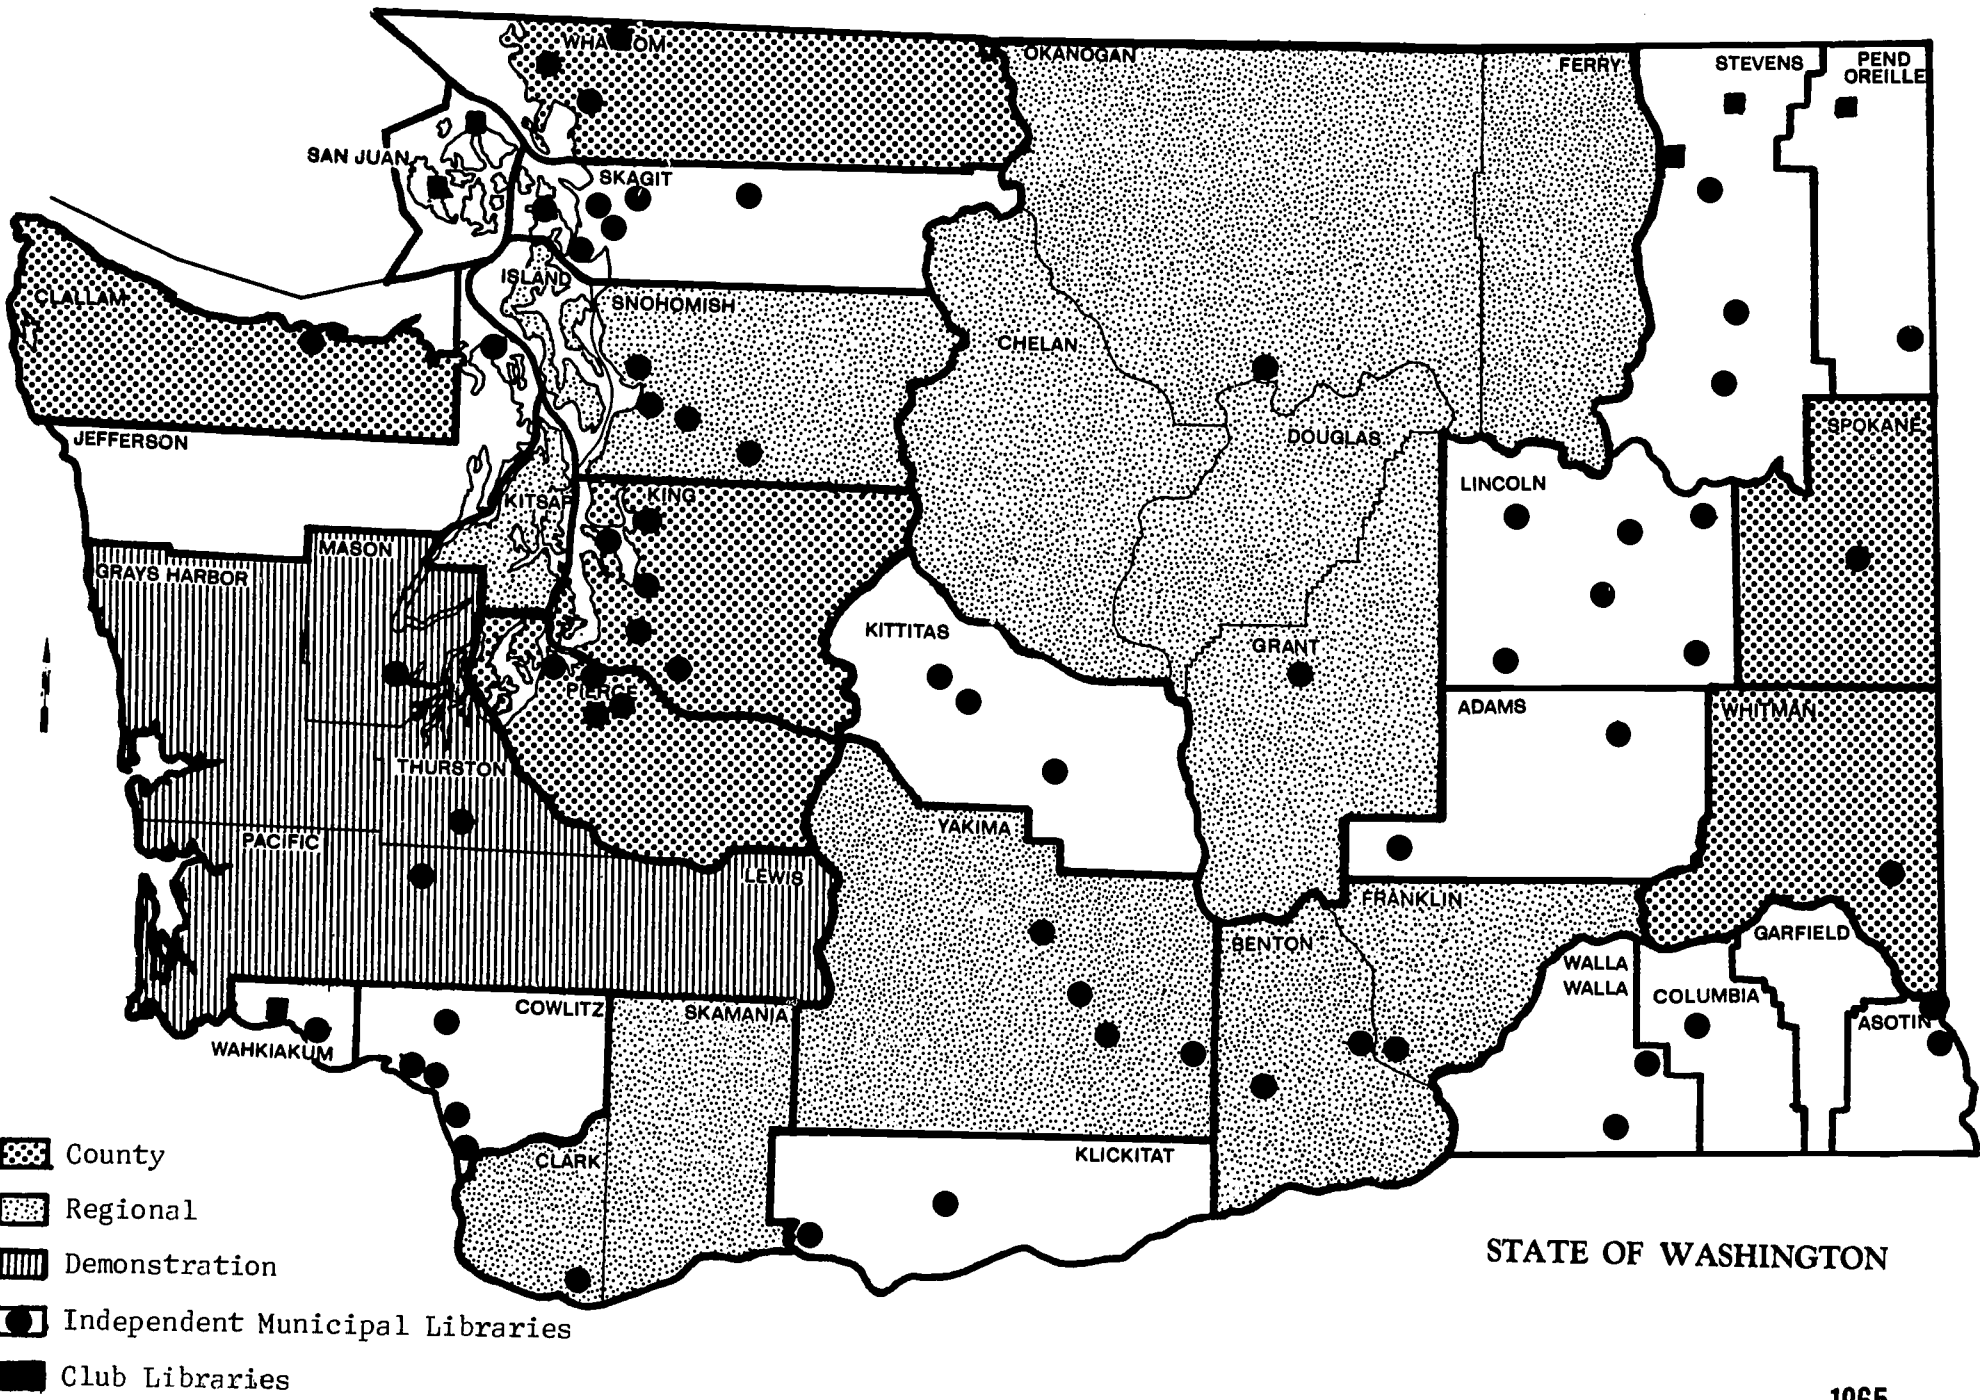 WHATCOM
OKANOGAN
FERRY
STEVENS
PEND
OREILLE
SAN JUAN
SKAGIT
ISLAND
CLALLAM
SNOHOMISH
CHELAN
JEFFERSON
DOUGLAS
SPOKANE
LINCOLN
KITSAP
KING
MASON
GRAYS HARBOR
KITTITAS
GRANT
PIERCE
ADAMS
WHITMAN
THURSTON
YAKIMA
PACIFIC
LEWIS
FRANKLIN
BENTON
GARFIELD
WALLA
WALLA
COLUMBIA
COWLITZ
SKAMANIA
ASOTIN
WAHKIAKUM
CLARK
KLICKITAT
County
Regional
Demonstration
Independent Municipal Libraries
Club Libraries
STATE OF WASHINGTON
1965